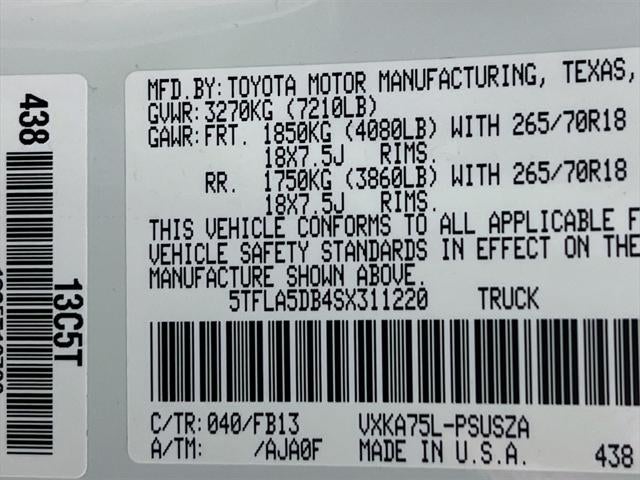 MFD.BY: TOYOTA MOTOR MANUFACTURING, TEXAS,
GVWR: 3270KG (7210LB)
GAWR: FRT. 1850KG (4080LB) WITH 265/70R18
18X7.5J RIMS.
RR. 1750KG (3860LB) WITH 265/70R18
18X7.5J RIMS.
THIS VEHICLE CONFORMS TO ALL APPLICABLE F
VEHICLE SAFETY STANDARDS IN EFFECT ON THE
MANUFACTURE SHOWN ABOVE.
5TFLA5DB4SX311220 TRUCK
C/TR: 040/FB13 VXKA75L-PSUSZA
A/TM: /AJA0F MADE IN U.S.A. 438
438
13C5T